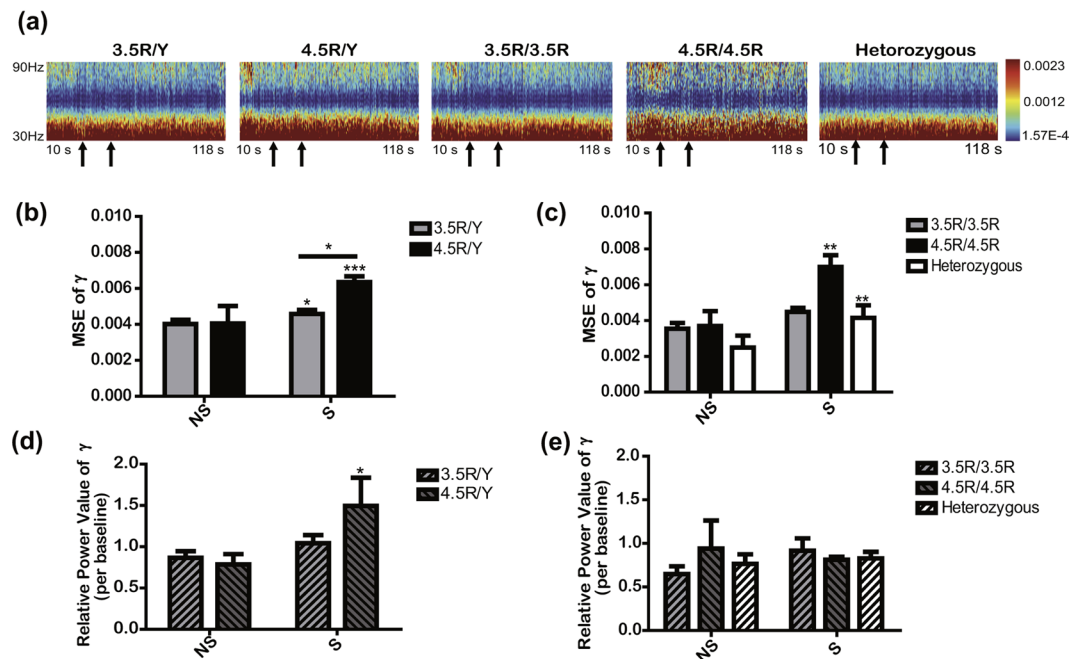 (a)
3.5R/Y 4.5R/Y 3.5R/3.5R 4.5R/4.5R Hetorozygous
90Hz
30Hz
0.0023
0.0012
1.57E-4
10 s 118 s 10 s 118 s 10 s 118 s 10 s 118 s 10 s 118 s
(b)
MSE of γ
0.010
0.008
0.006
0.004
0.002
0.000
* * ***
NS S
3.5R/Y
4.5R/Y
(c)
MSE of γ
0.010
0.008
0.006
0.004
0.002
0.000
** **
NS S
3.5R/3.5R
4.5R/4.5R
Heterozygous
(d)
Relative Power Value of γ
(per baseline)
2.0
1.5
1.0
0.5
0.0
*
NS S
3.5R/Y
4.5R/Y
(e)
Relative Power Value of γ
(per baseline)
2.0
1.5
1.0
0.5
0.0
NS S
3.5R/3.5R
4.5R/4.5R
Heterozygous